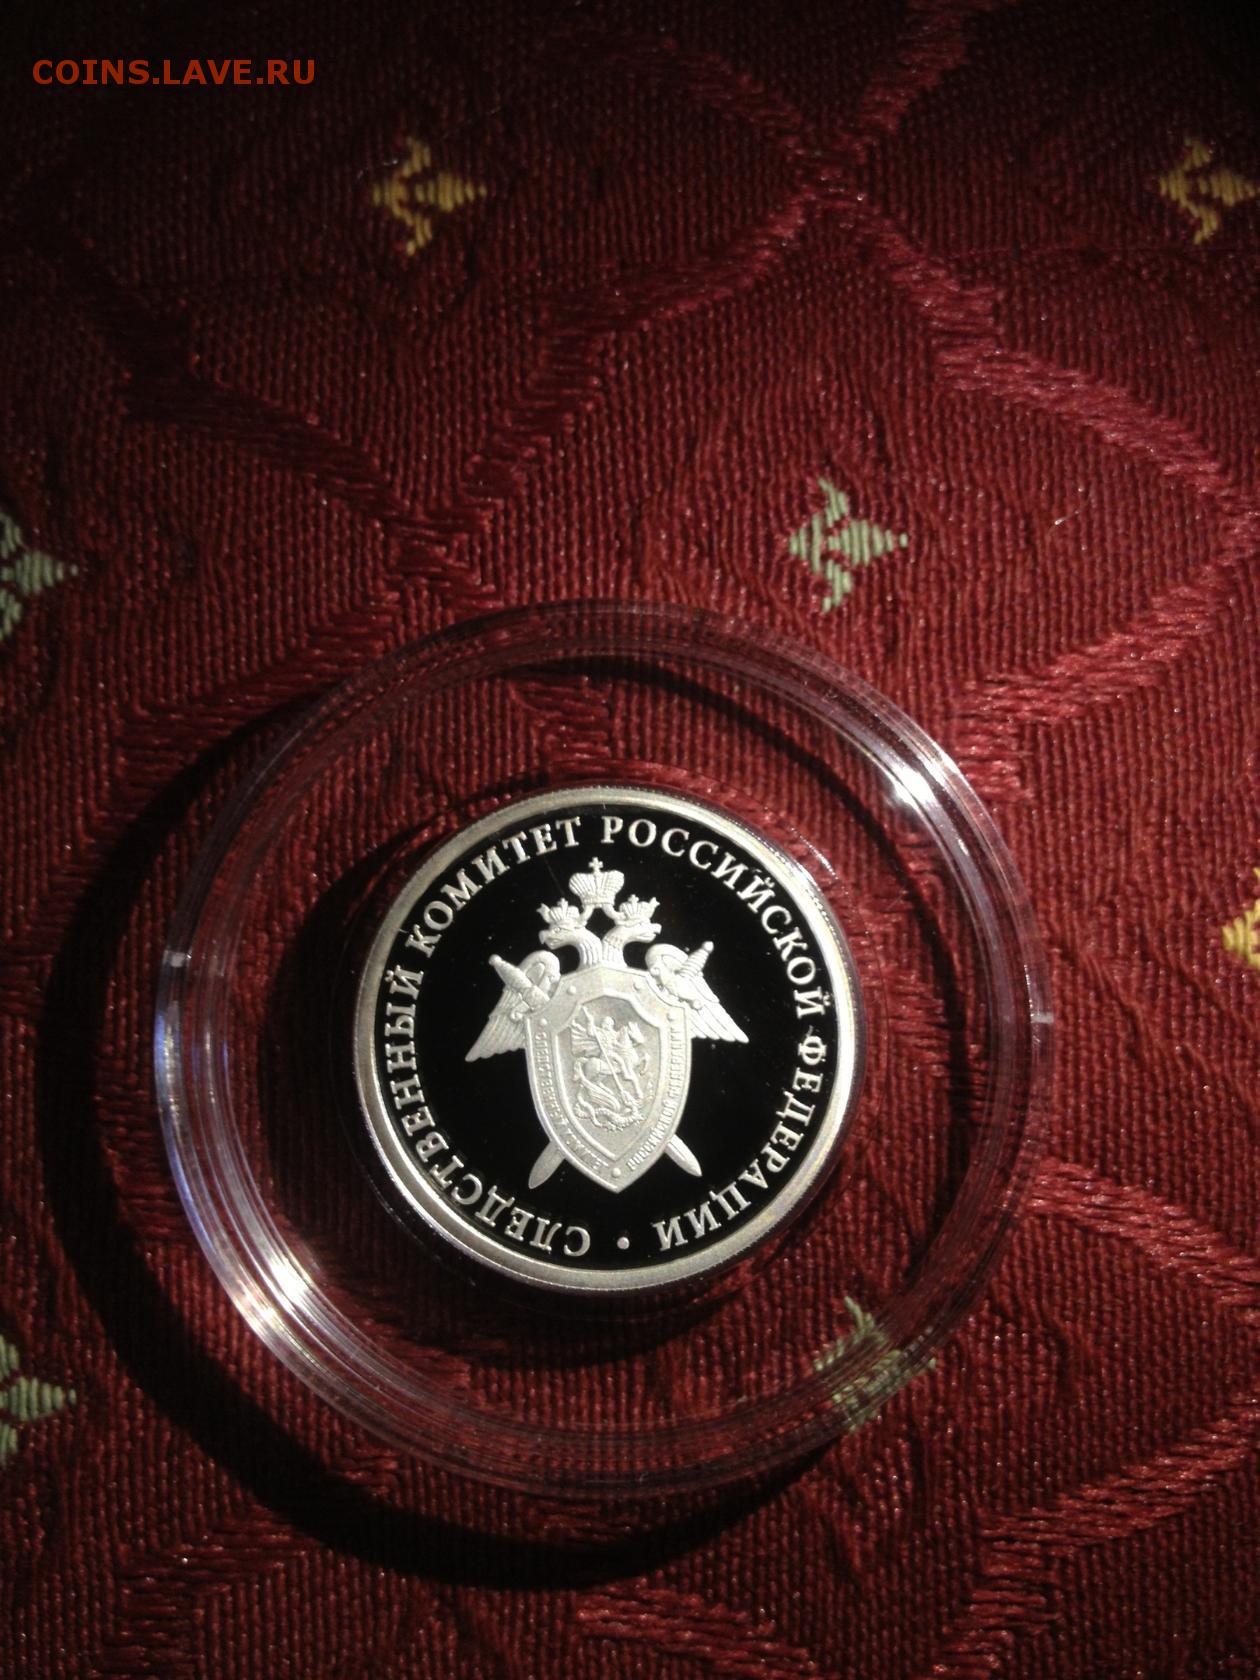 COINS.LAVE.RU
СЛЕДСТВЕННЫЙ КОМИТЕТ РОССИЙСКОЙ ФЕДЕРАЦИИ •